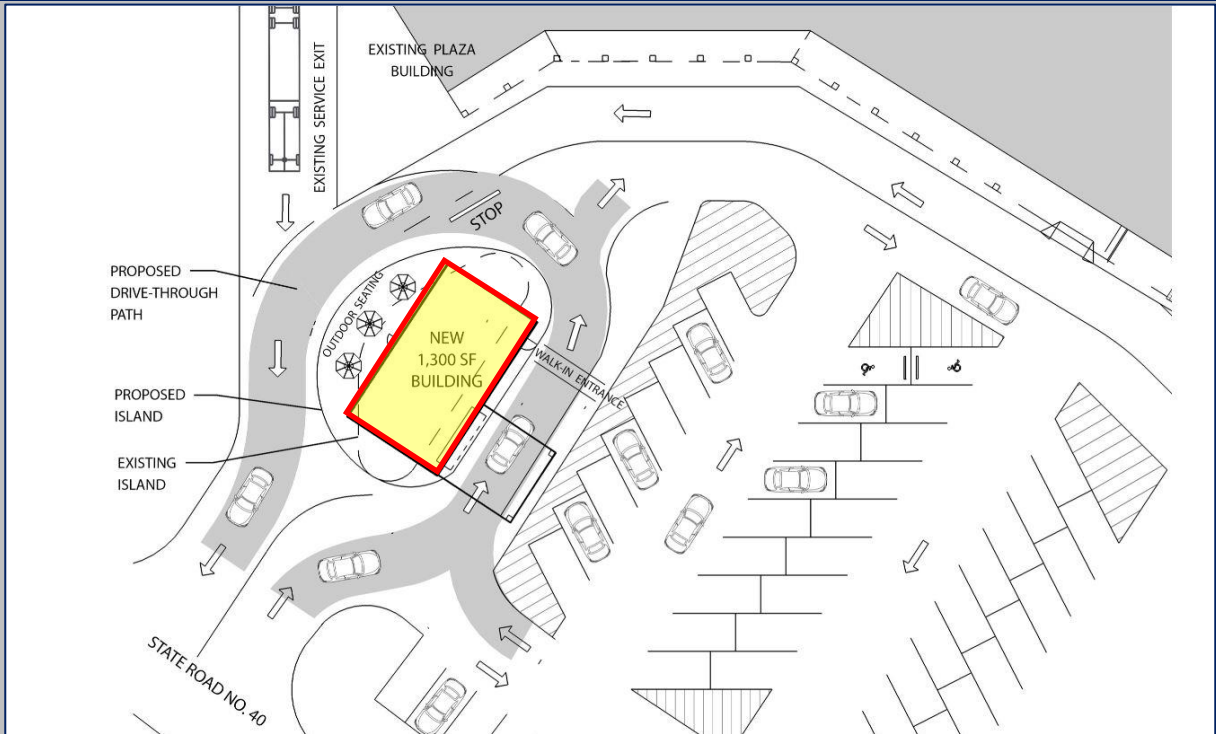 EXISTING PLAZA
BUILDING
EXISTING SERVICE EXIT
STOP
PROPOSED
DRIVE-THROUGH
PATH
OUTDOOR SEATING
NEW
1,300 SF
BUILDING
WALK-IN ENTRANCE
PROPOSED
ISLAND
EXISTING
ISLAND
STATE ROAD NO. 40